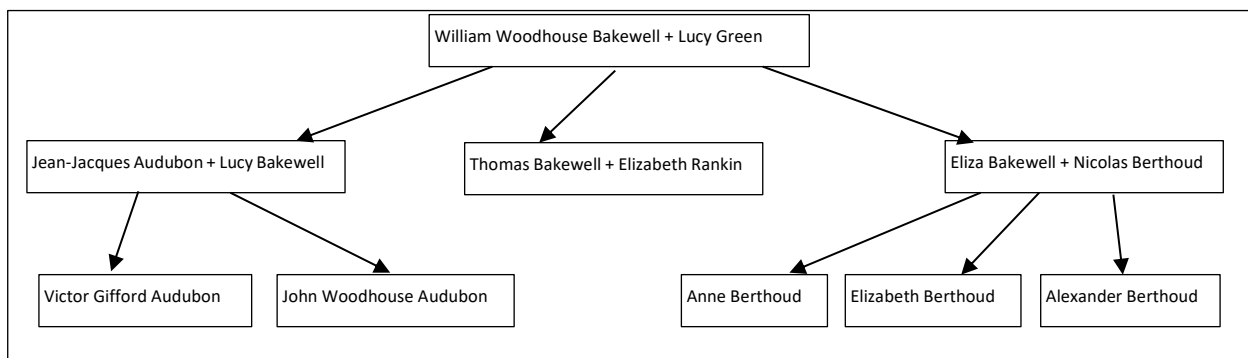 William Woodhouse Bakewell + Lucy Green
Jean-Jacques Audubon + Lucy Bakewell
Thomas Bakewell + Elizabeth Rankin
Eliza Bakewell + Nicolas Berthoud
Victor Gifford Audubon
John Woodhouse Audubon
Anne Berthoud
Elizabeth Berthoud
Alexander Berthoud